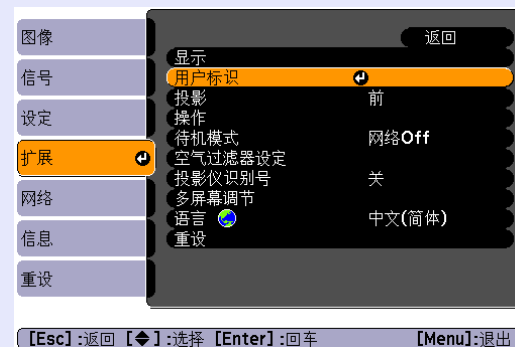 图像
信号
设定
扩展
网络
信息
重设
返回
显示
用户标识
投影 前
操作
待机模式 网络Off
空气过滤器设定
投影仪识别号 关
多屏幕调节
语言 中文(简体)
重设
[Esc] :返回 [◆] :选择 [Enter] :回车 [Menu]:退出